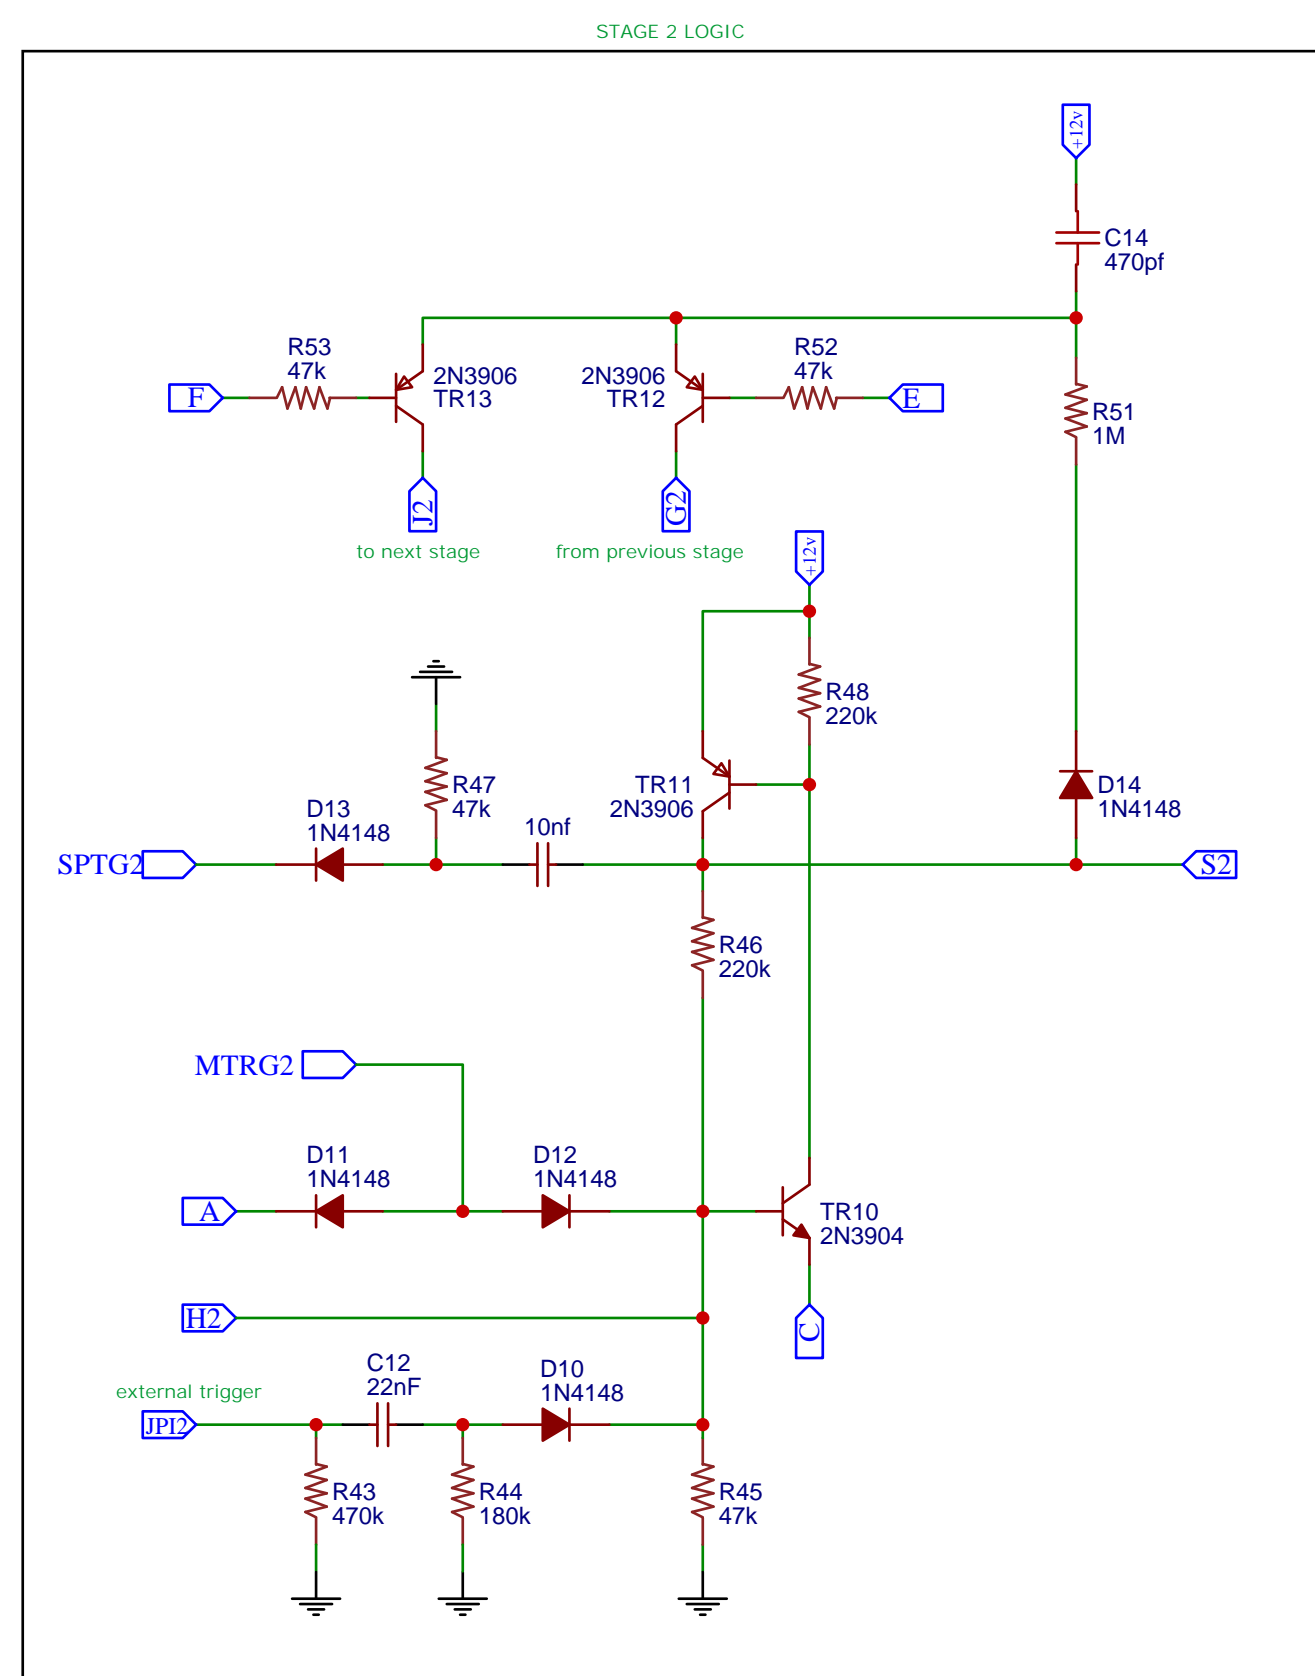 STAGE 2 LOGIC
+12v
C14
470pf
R53
47k
R52
47k
F
2N3906
TR13
2N3906
TR12
E
R51
1M
J2
G2
to next stage
from previous stage
+12v
R48
220k
R47
47k
TR11
2N3906
D14
1N4148
D13
1N4148
10nf
SPTG2
S2
R46
220k
MTRG2
D11
1N4148
D12
1N4148
A
TR10
2N3904
H2
C
C12
22nF
D10
1N4148
external trigger
JPI2
R43
470k
R44
180k
R45
47k